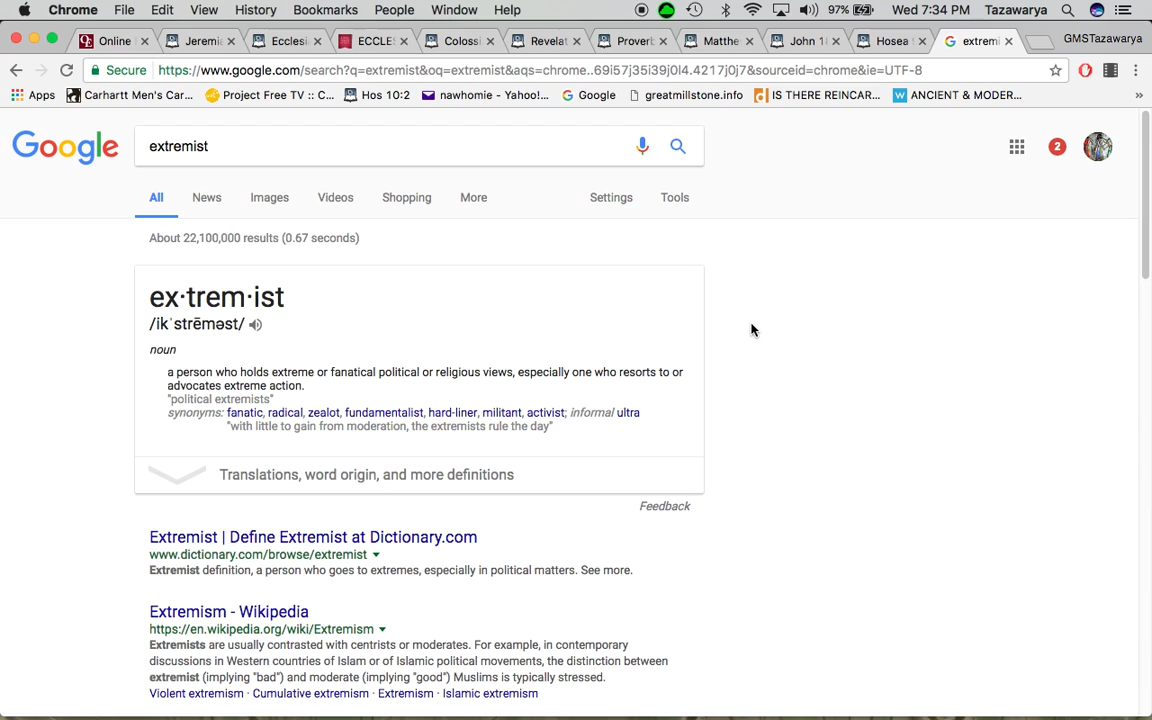 Chrome File Edit View History Bookmarks People Window Help 97% Wed 7:34 PM Tazawarya
Online Jeremia Ecclesi ECCLES Coloss Revelat Proverb Matthe John 1 Hosea extremi GMSTazawarya
Secure https://www.google.com/search?q=extremist&oq=extremist&aqs=chrome..69i57j35i39j0l4.4217j0j7&sourceid=chrome&ie=UTF-8
Apps Carhartt Men's Car... Project Free TV :: C... Hos 10:2 nawhomie - Yahoo!... Google greatmillstone.info IS THERE REINCAR... ANCIENT & MODER... »
Google extremist 2
All News Images Videos Shopping More Settings Tools
About 22,100,000 results (0.67 seconds)
ex·trem·ist
/ikˈstrēməst/
noun
a person who holds extreme or fanatical political or religious views, especially one who resorts to or
advocates extreme action.
"political extremists"
synonyms: fanatic, radical, zealot, fundamentalist, hard-liner, militant, activist; informal ultra
"with little to gain from moderation, the extremists rule the day"
Translations, word origin, and more definitions
Feedback
Extremist | Define Extremist at Dictionary.com
www.dictionary.com/browse/extremist
Extremist definition, a person who goes to extremes, especially in political matters. See more.
Extremism - Wikipedia
https://en.wikipedia.org/wiki/Extremism
Extremists are usually contrasted with centrists or moderates. For example, in contemporary
discussions in Western countries of Islam or of Islamic political movements, the distinction between
extremist (implying "bad") and moderate (implying "good") Muslims is typically stressed.
Violent extremism · Cumulative extremism · Extremism · Islamic extremism